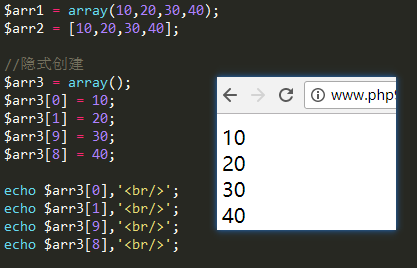 $arr1 = array(10,20,30,40);
$arr2 = [10,20,30,40];
//隐式创建
$arr3 = array();
$arr3[0] = 10;
$arr3[1] = 20;
$arr3[9] = 30;
$arr3[8] = 40;
echo $arr3[0],'<br/>';
echo $arr3[1],'<br/>';
echo $arr3[9],'<br/>';
echo $arr3[8],'<br/>';
www.php
10
20
30
40